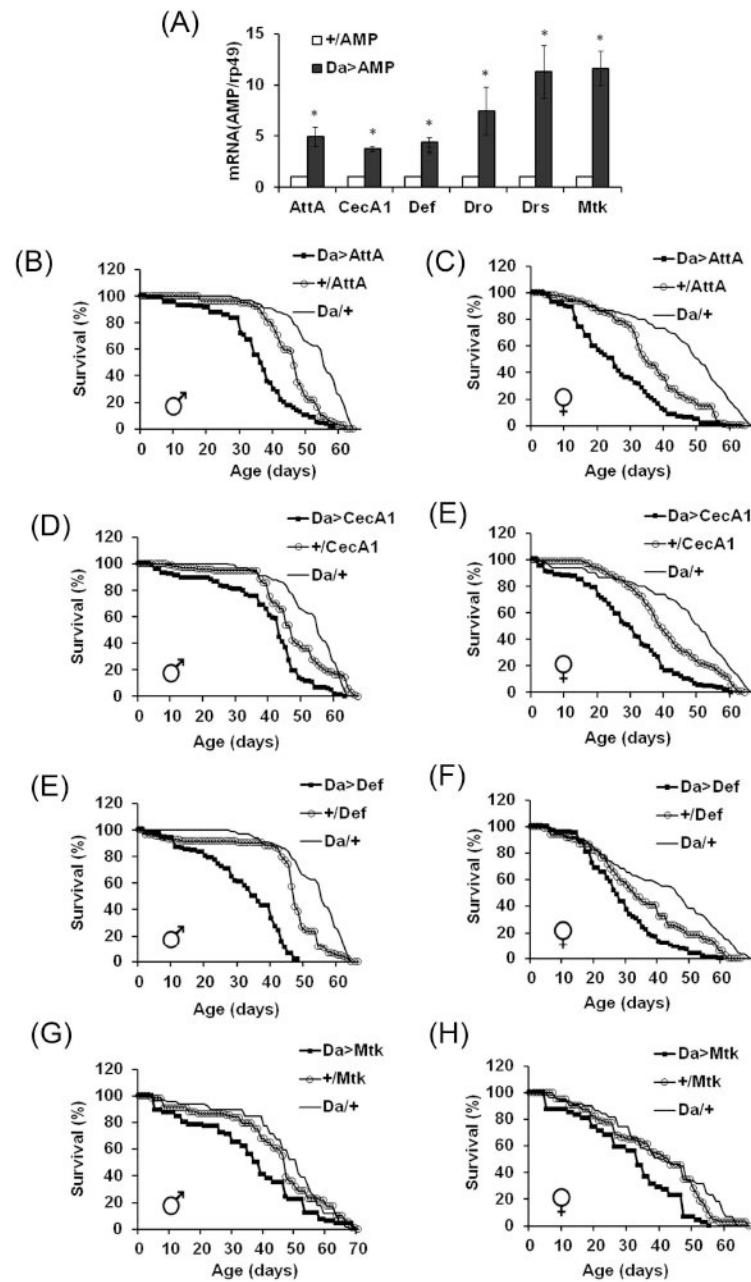 (A)
+/AMP
Da>AMP
mRNA(AMP/rp49)
15
10
5
0
* * * * * *
AttA CecA1 Def Dro Drs Mtk
(B)
Da>AttA
+/AttA
Da/+
Survival (%)
120
100
80
60
40
20
0
♂
0 10 20 30 40 50 60
Age (days)
(C)
Da>AttA
+/AttA
Da/+
Survival (%)
120
100
80
60
40
20
0
♀
0 10 20 30 40 50 60
Age (days)
(D)
Da>CecA1
+/CecA1
Da/+
Survival (%)
120
100
80
60
40
20
0
♂
0 10 20 30 40 50 60
Age (days)
(E)
Da>CecA1
+/CecA1
Da/+
Survival (%)
120
100
80
60
40
20
0
♀
0 10 20 30 40 50 60
Age (days)
(E)
Da>Def
+/Def
Da/+
Survival (%)
120
100
80
60
40
20
0
♂
0 10 20 30 40 50 60
Age (days)
(F)
Da>Def
+/Def
Da/+
Survival (%)
120
100
80
60
40
20
0
♀
0 10 20 30 40 50 60
Age (days)
(G)
Da>Mtk
+/Mtk
Da/+
Survival (%)
120
100
80
60
40
20
0
♂
0 10 20 30 40 50 60 70
Age (days)
(H)
Da>Mtk
+/Mtk
Da/+
Survival (%)
120
100
80
60
40
20
0
♀
0 10 20 30 40 50 60
Age (days)